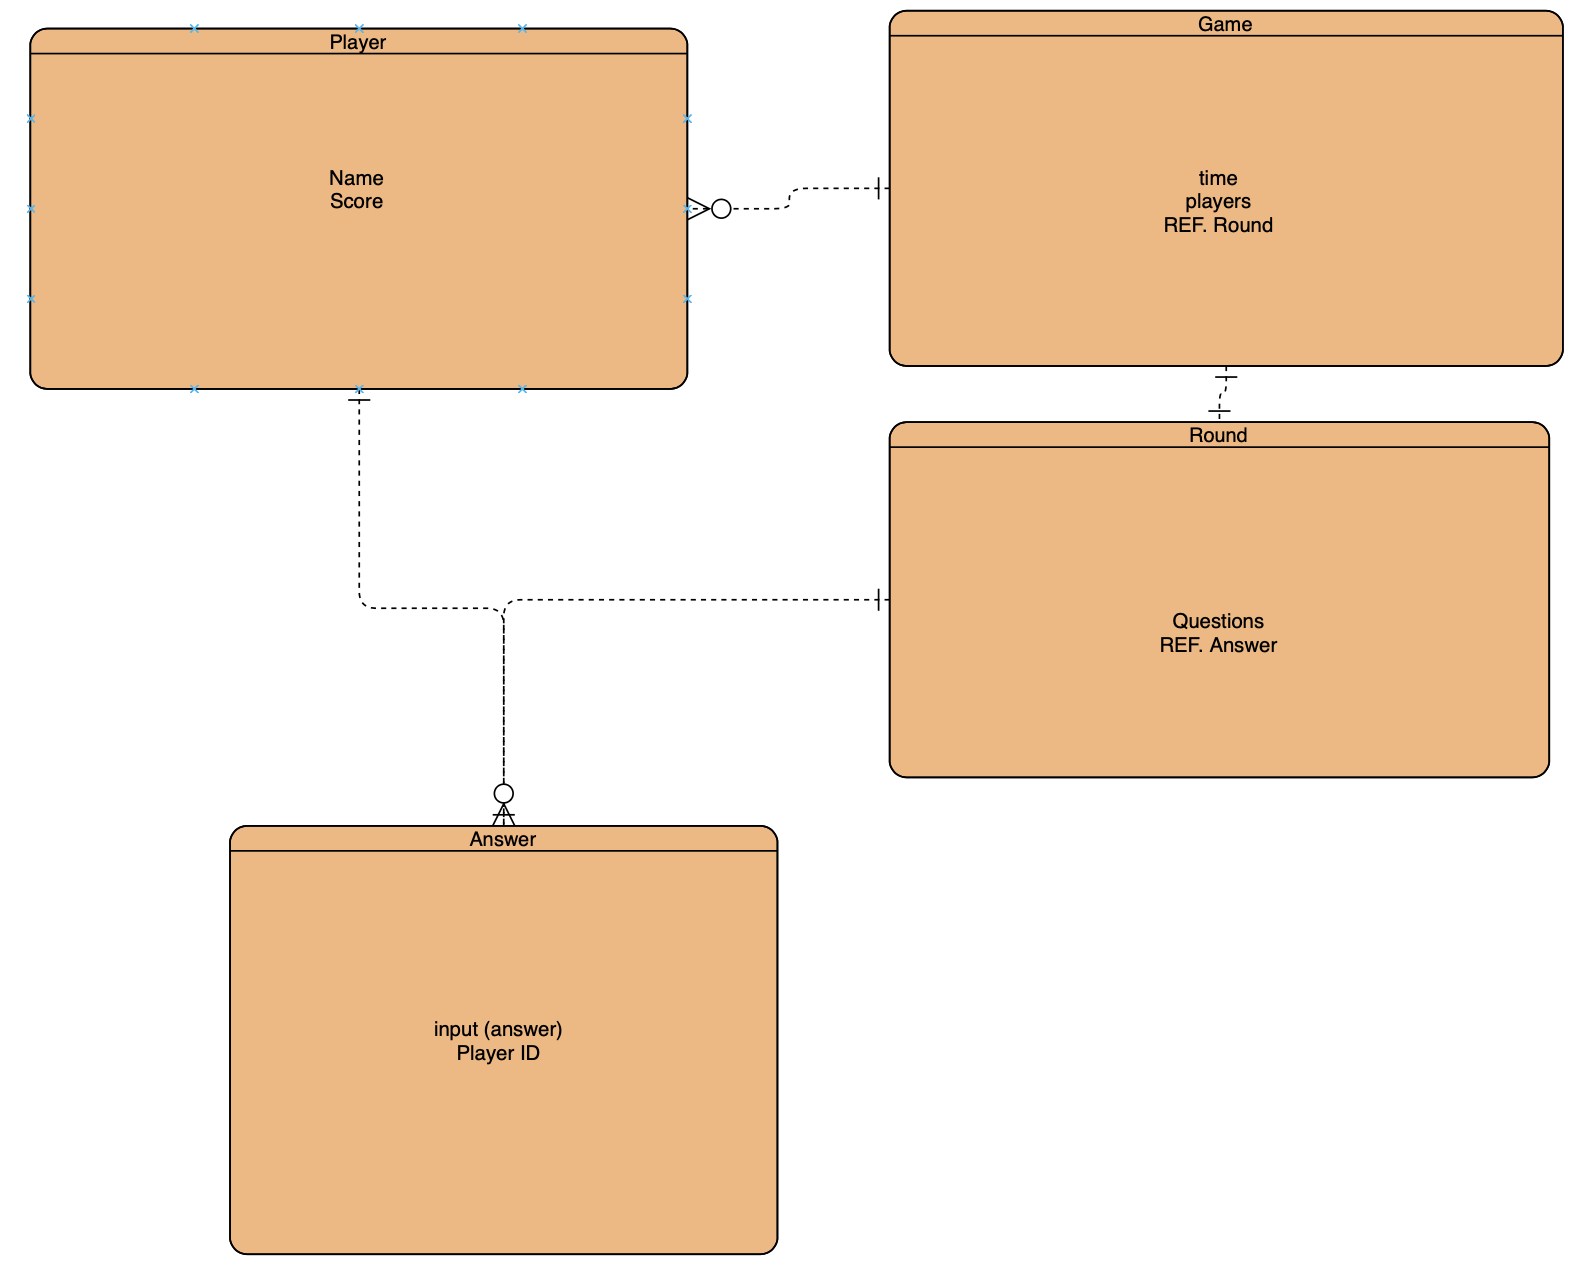 Player
Name
Score
Game
time
players
REF. Round
Round
Questions
REF. Answer
Answer
input (answer)
Player ID